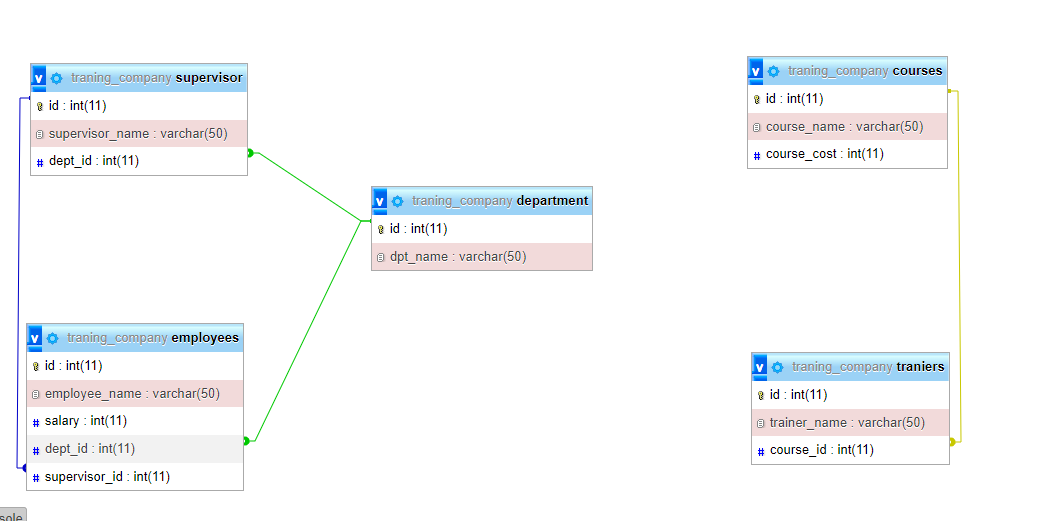 v traning_company supervisor
id : int(11)
supervisor_name : varchar(50)
# dept_id : int(11)
v traning_company courses
id : int(11)
course_name : varchar(50)
# course_cost : int(11)
v traning_company department
id : int(11)
dpt_name : varchar(50)
v traning_company employees
id : int(11)
employee_name : varchar(50)
# salary : int(11)
# dept_id : int(11)
# supervisor_id : int(11)
v traning_company traniers
id : int(11)
trainer_name : varchar(50)
# course_id : int(11)
sole